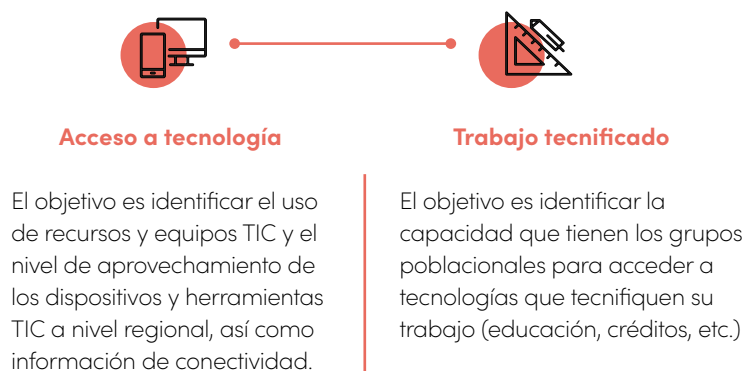 Acceso a tecnología
El objetivo es identificar el uso
de recursos y equipos TIC y el
nivel de aprovechamiento de
los dispositivos y herramientas
TIC a nivel regional, así como
información de conectividad.
Trabajo tecnificado
El objetivo es identificar la
capacidad que tienen los grupos
poblacionales para acceder a
tecnologías que tecnifiquen su
trabajo (educación, créditos, etc.)